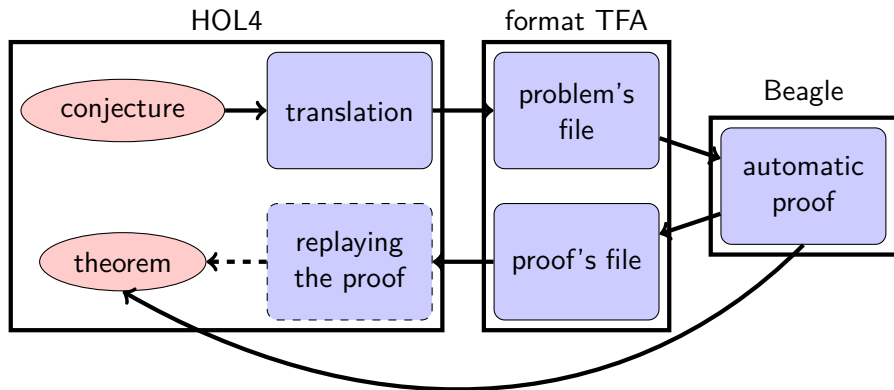 HOL4
format TFA
Beagle
conjecture
translation
problem's
file
automatic
proof
theorem
replaying
the proof
proof's file